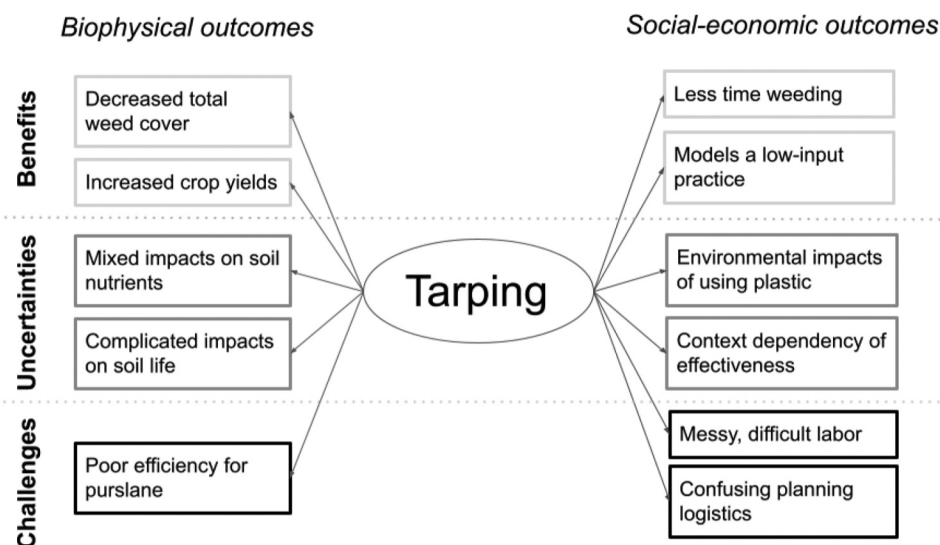 Biophysical outcomes
Social-economic outcomes
Benefits
Decreased total
weed cover
Increased crop yields
Less time weeding
Models a low-input
practice
Uncertainties
Mixed impacts on soil
nutrients
Complicated impacts
on soil life
Tarping
Environmental impacts
of using plastic
Context dependency of
effectiveness
Challenges
Poor efficiency for
purslane
Messy, difficult labor
Confusing planning
logistics